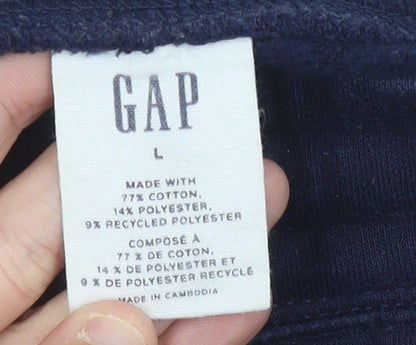 GAP
L
MADE WITH
77% COTTON,
14% POLYESTER,
9% RECYCLED POLYESTER
COMPOSÉ À
77 % DE COTON,
14 % DE POLYESTER ET
9 % DE POLYESTER RECYCLÉ
MADE IN CAMBODIA